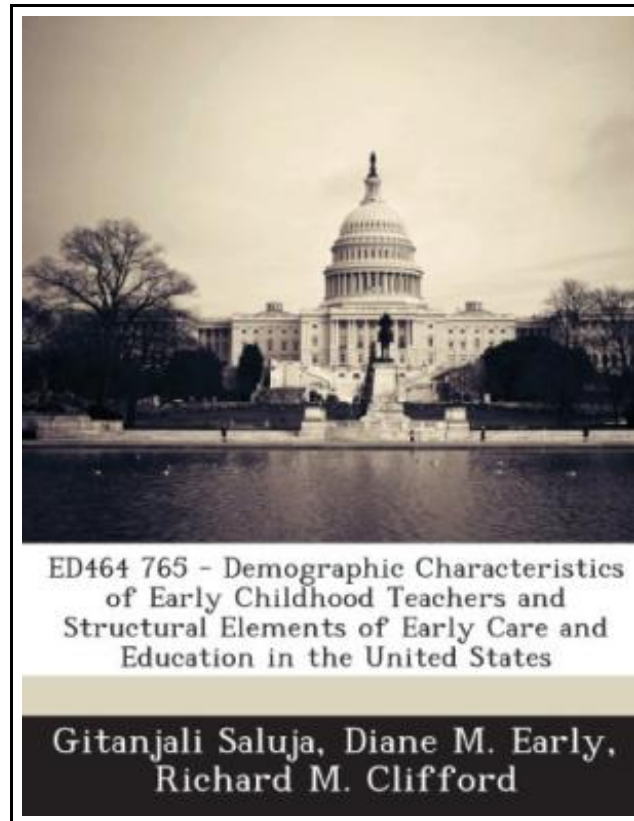 ED464 765 - Demographic Characteristics
of Early Childhood Teachers and
Structural Elements of Early Care and
Education in the United States
Gitanjali Saluja, Diane M. Early,
Richard M. Clifford